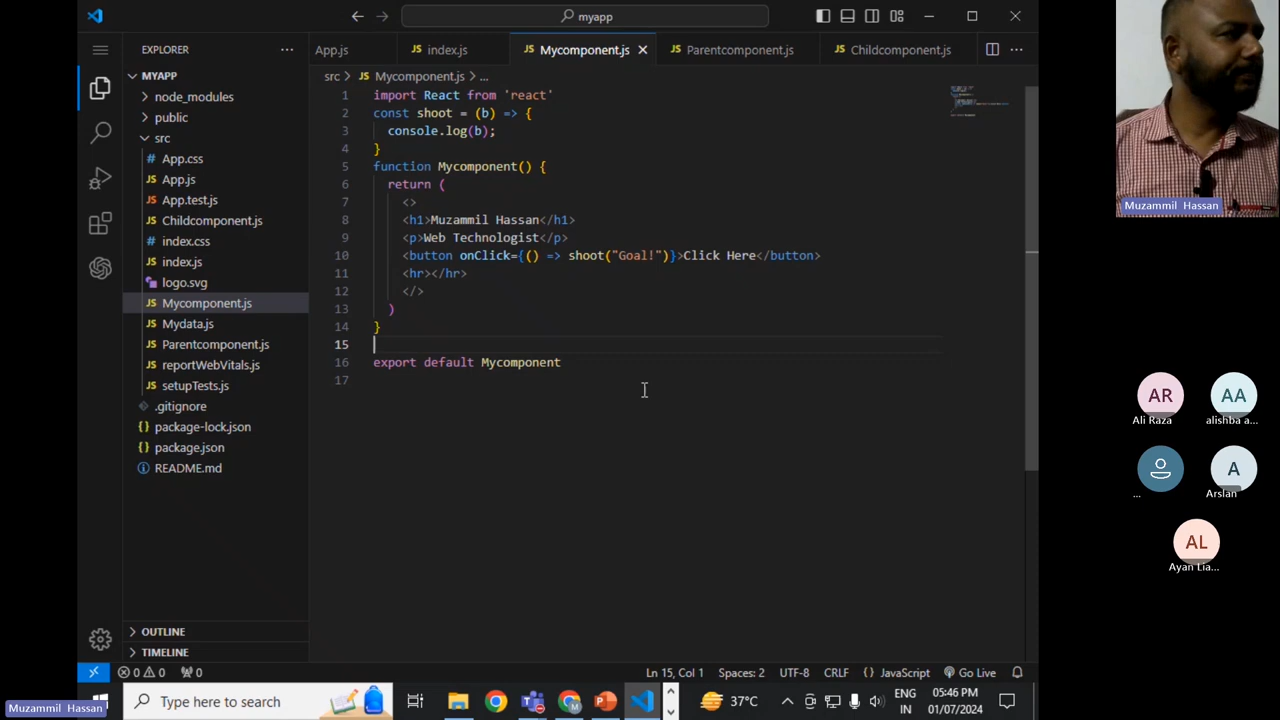 myapp
EXPLORER
App.js
index.js
Mycomponent.js
Parentcomponent.js
Childcomponent.js
MYAPP
node_modules
public
src
App.css
App.js
App.test.js
Childcomponent.js
index.css
index.js
logo.svg
Mycomponent.js
Mydata.js
Parentcomponent.js
reportWebVitals.js
setupTests.js
.gitignore
package-lock.json
package.json
README.md
OUTLINE
TIMELINE
src > JS Mycomponent.js > ...
1 import React from 'react'
2 const shoot = (b) => {
3 console.log(b);
4 }
5 function Mycomponent() {
6 return (
7 <>
8 <h1>Muzammil Hassan</h1>
9 <p>Web Technologist</p>
10 <button onClick={() => shoot("Goal!")}>Click Here</button>
11 <hr></hr>
12 </>
13 )
14 }
15
16 export default Mycomponent
17
0 0 0
Ln 15, Col 1 Spaces: 2 UTF-8 CRLF {} JavaScript Go Live
Type here to search
37°C
ENG
IN
05:46 PM
01/07/2024
Muzammil Hassan
Muzammil Hassan
AR
Ali Raza
AA
alishba a...
...
A
Arslan
AL
Ayan Lia...